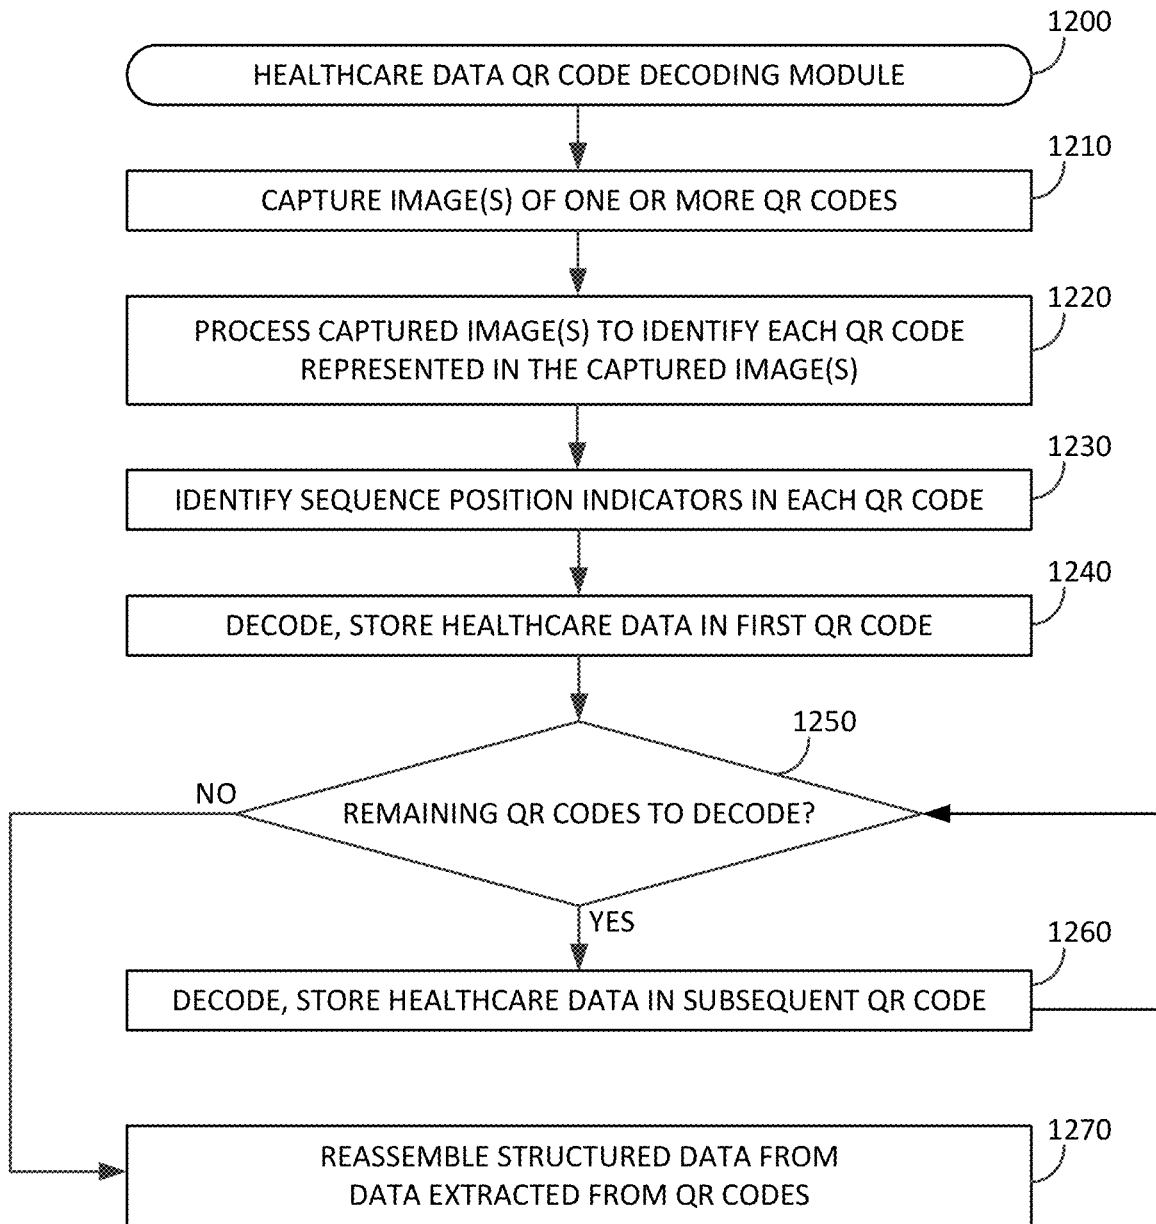 1200
HEALTHCARE DATA QR CODE DECODING MODULE
1210
CAPTURE IMAGE(S) OF ONE OR MORE QR CODES
1220
PROCESS CAPTURED IMAGE(S) TO IDENTIFY EACH QR CODE
REPRESENTED IN THE CAPTURED IMAGE(S)
1230
IDENTIFY SEQUENCE POSITION INDICATORS IN EACH QR CODE
1240
DECODE, STORE HEALTHCARE DATA IN FIRST QR CODE
1250
NO
REMAINING QR CODES TO DECODE?
YES
1260
DECODE, STORE HEALTHCARE DATA IN SUBSEQUENT QR CODE
1270
REASSEMBLE STRUCTURED DATA FROM
DATA EXTRACTED FROM QR CODES